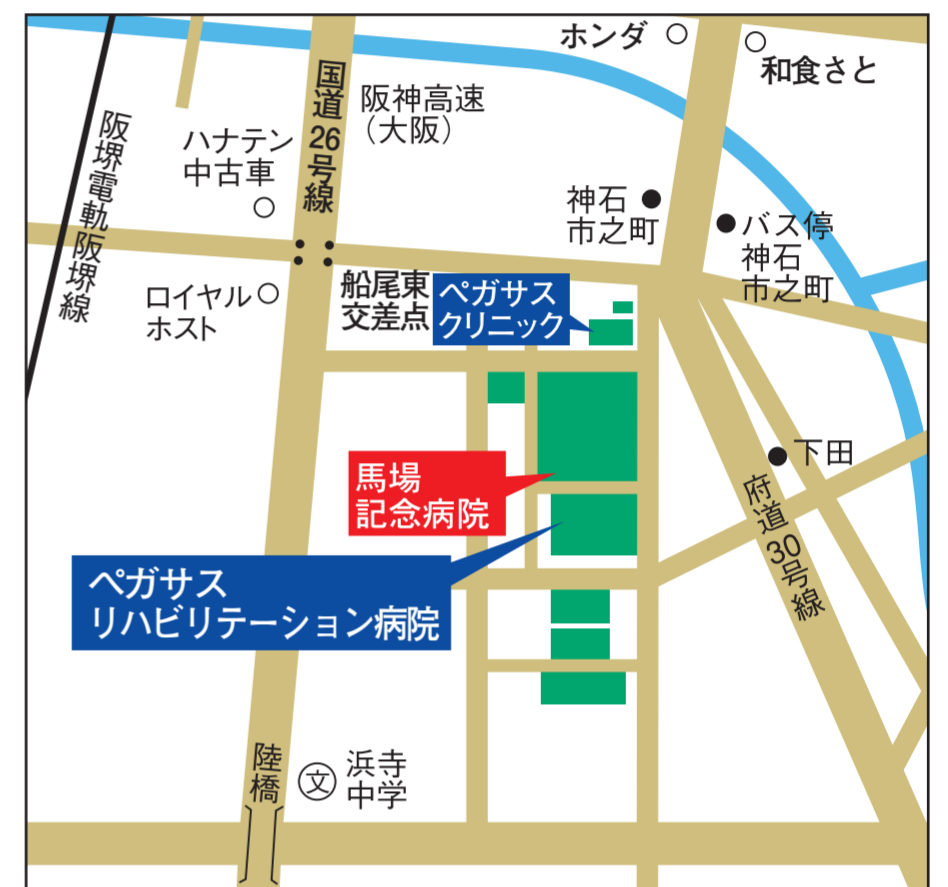 ホンダ
和食さと
国道26号線
阪神高速
（大阪）
阪堺電軌阪堺線
ハナテン
中古車
神石
市之町
バス停
神石
市之町
ロイヤル
ホスト
船尾東
交差点
ペガサス
クリニック
下田
馬場
記念病院
府道30号線
ペガサス
リハビリテーション病院
陸橋
文
浜寺
中学